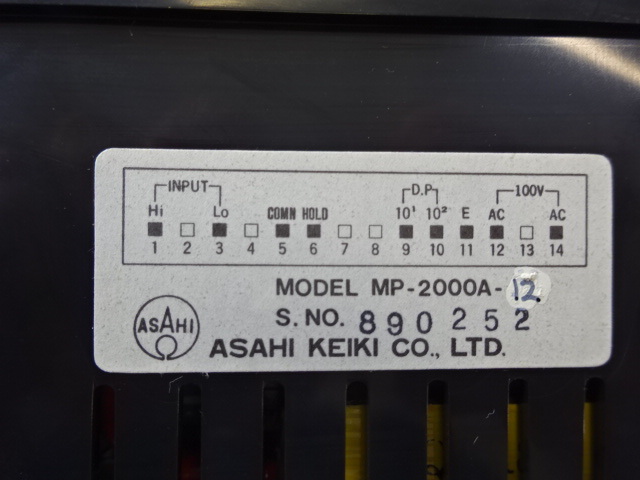 INPUT D.P 100V
Hi Lo COMN HOLD 10¹ 10² E AC AC
1 2 3 4 5 6 7 8 9 10 11 12 13 14
MODEL MP-2000A-12.
S. NO. 890252
ASAHI
ASAHI KEIKI CO., LTD.